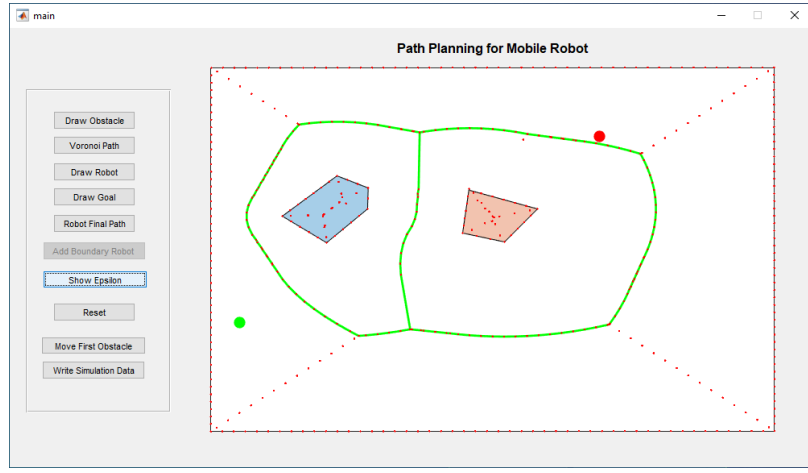 main
Path Planning for Mobile Robot
Draw Obstacle
Voronoi Path
Draw Robot
Draw Goal
Robot Final Path
Add Boundary Robot
Show Epsilon
Reset
Move First Obstacle
Write Simulation Data